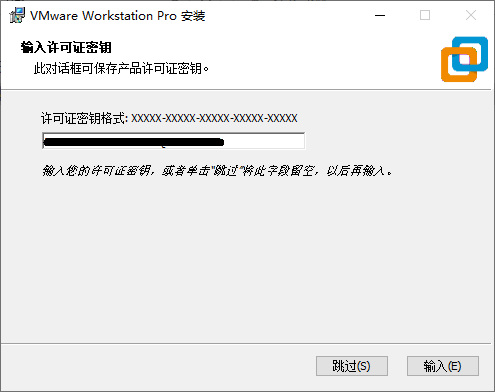 VMware Workstation Pro 安装
输入许可证密钥
此对话框可保存产品许可证密钥。
许可证密钥格式: XXXXX-XXXXX-XXXXX-XXXXX-XXXXX
输入您的许可证密钥，或者单击"跳过"将此字段留空，以后再输入。
跳过(S)
输入(E)